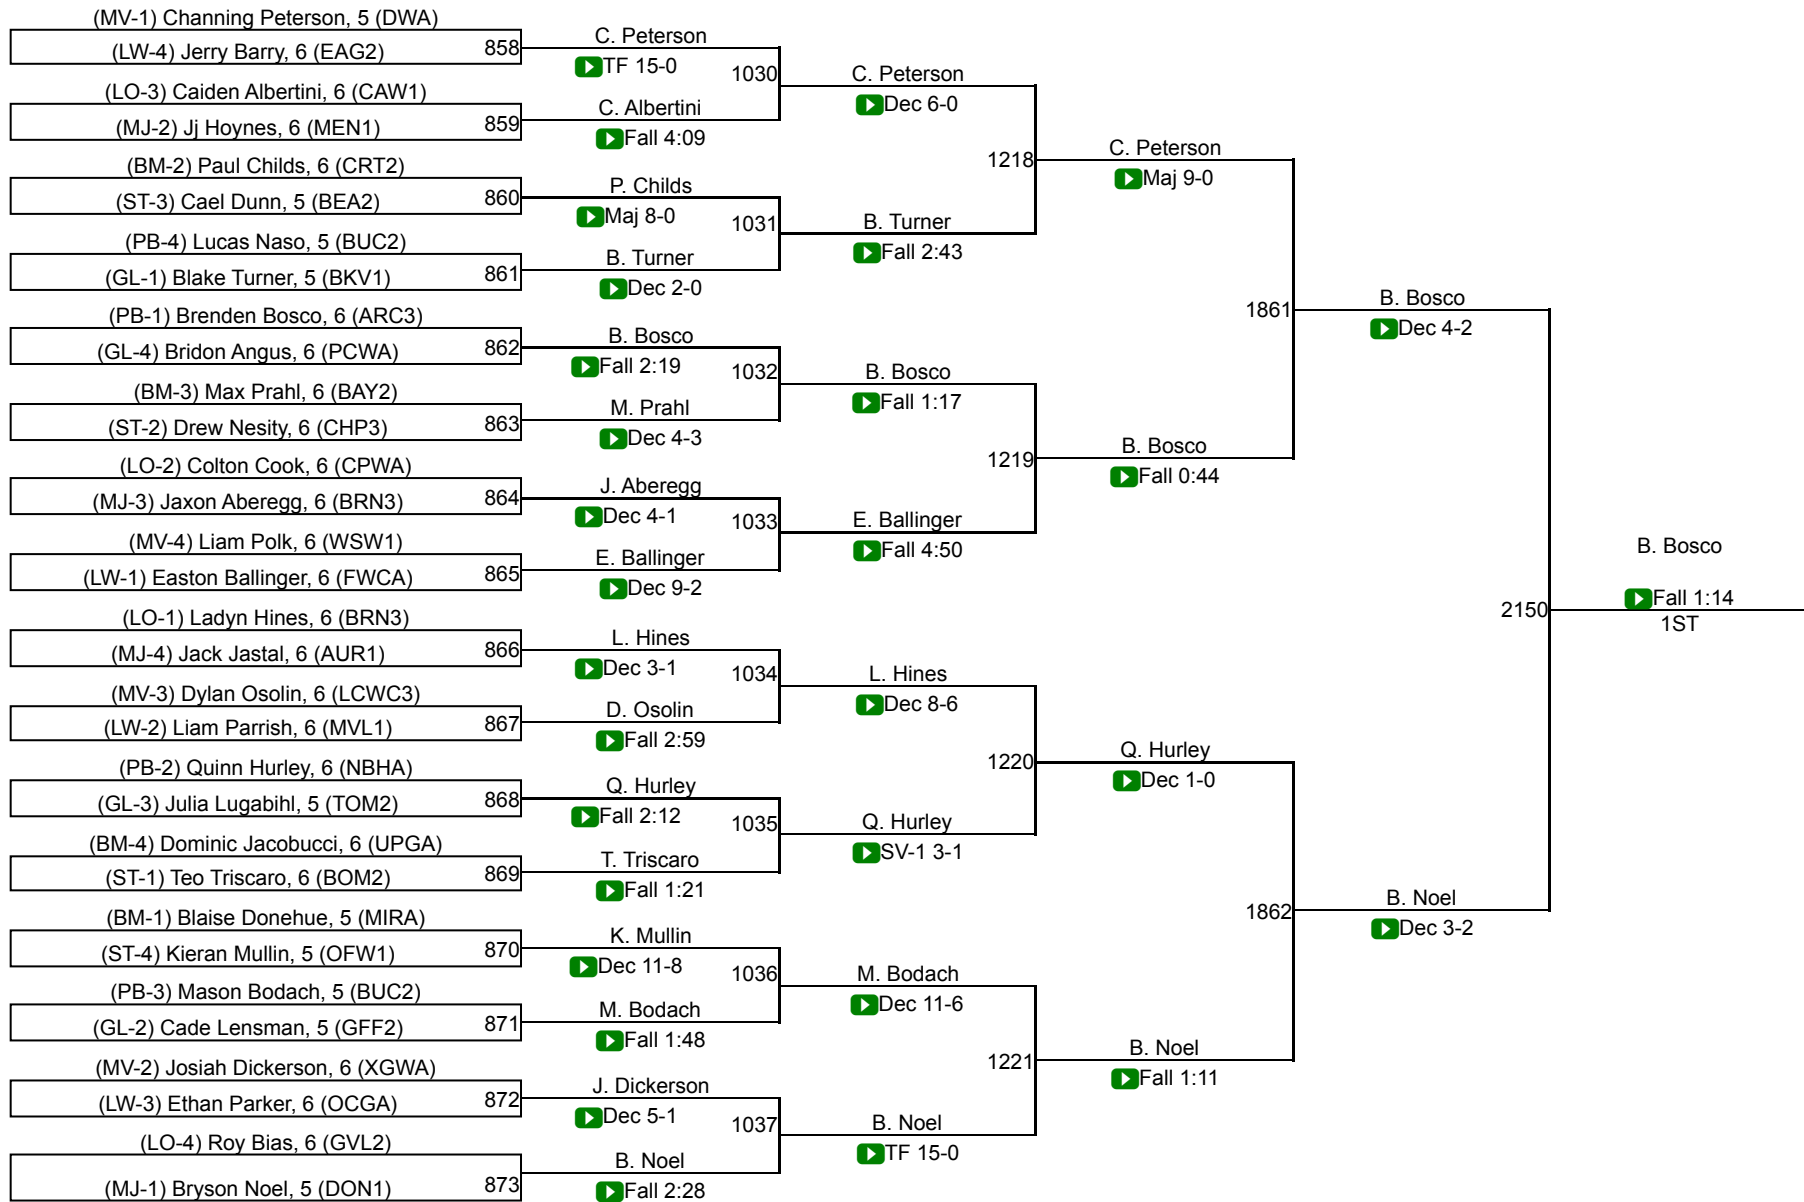 (MV-1) Channing Peterson, 5 (DWA)
(LW-4) Jerry Barry, 6 (EAG2)
858
(LO-3) Caiden Albertini, 6 (CAW1)
(MJ-2) Jj Hoynes, 6 (MEN1)
859
(BM-2) Paul Childs, 6 (CRT2)
(ST-3) Cael Dunn, 5 (BEA2)
860
(PB-4) Lucas Naso, 5 (BUC2)
(GL-1) Blake Turner, 5 (BKV1)
861
(PB-1) Brenden Bosco, 6 (ARC3)
(GL-4) Bridon Angus, 6 (PCWA)
862
(BM-3) Max Prahl, 6 (BAY2)
(ST-2) Drew Nesity, 6 (CHP3)
863
(LO-2) Colton Cook, 6 (CPWA)
(MJ-3) Jaxon Aberegg, 6 (BRN3)
864
(MV-4) Liam Polk, 6 (WSW1)
(LW-1) Easton Ballinger, 6 (FWCA)
865
(LO-1) Ladyn Hines, 6 (BRN3)
(MJ-4) Jack Jastal, 6 (AUR1)
866
(MV-3) Dylan Osolin, 6 (LCWC3)
(LW-2) Liam Parrish, 6 (MVL1)
867
(PB-2) Quinn Hurley, 6 (NBHA)
(GL-3) Julia Lugabihl, 5 (TOM2)
868
(BM-4) Dominic Jacobucci, 6 (UPGA)
(ST-1) Teo Triscaro, 6 (BOM2)
869
(BM-1) Blaise Donehue, 5 (MIRA)
(ST-4) Kieran Mullin, 5 (OFW1)
870
(PB-3) Mason Bodach, 5 (BUC2)
(GL-2) Cade Lensman, 5 (GFF2)
871
(MV-2) Josiah Dickerson, 6 (XGWA)
(LW-3) Ethan Parker, 6 (OCGA)
872
(LO-4) Roy Bias, 6 (GVL2)
(MJ-1) Bryson Noel, 5 (DON1)
873
C. Peterson
TF 15-0
1030
C. Albertini
Fall 4:09
P. Childs
Maj 8-0
1031
B. Turner
Dec 2-0
B. Bosco
Fall 2:19
1032
M. Prahl
Dec 4-3
J. Aberegg
Dec 4-1
1033
E. Ballinger
Dec 9-2
L. Hines
Dec 3-1
1034
D. Osolin
Fall 2:59
Q. Hurley
Fall 2:12
1035
T. Triscaro
Fall 1:21
K. Mullin
Dec 11-8
1036
M. Bodach
Fall 1:48
J. Dickerson
Dec 5-1
1037
B. Noel
Fall 2:28
C. Peterson
Dec 6-0
1218
B. Turner
Fall 2:43
B. Bosco
Fall 1:17
1219
E. Ballinger
Fall 4:50
L. Hines
Dec 8-6
1220
Q. Hurley
SV-1 3-1
M. Bodach
Dec 11-6
1221
B. Noel
TF 15-0
C. Peterson
Maj 9-0
1861
B. Bosco
Fall 0:44
Q. Hurley
Dec 1-0
1862
B. Noel
Fall 1:11
B. Bosco
Dec 4-2
2150
B. Noel
Dec 3-2
B. Bosco
Fall 1:14
1ST